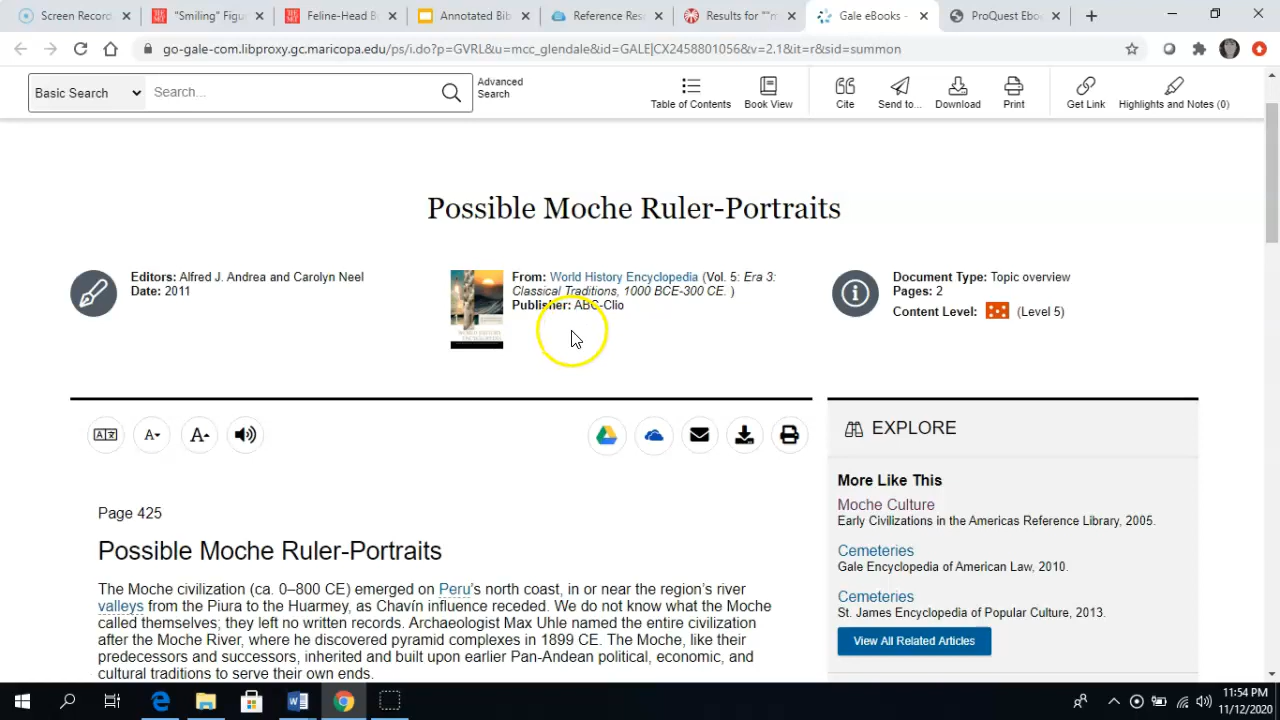 Screen Recorc
"Smiling" Figu
Feline-Head B
Annotated Bib
Reference Res
Results for ""m
Gale eBooks -
ProQuest Ebo
go-gale-com.libproxy.gc.maricopa.edu/ps/i.do?p=GVRL&u=mcc_glendale&id=GALE|CX2458801056&v=2.1&it=r&sid=summon
Basic Search
Search...
Advanced
Search
Table of Contents
Book View
Cite
Send to...
Download
Print
Get Link
Highlights and Notes (0)
Possible Moche Ruler-Portraits
Editors: Alfred J. Andrea and Carolyn Neel
Date: 2011
From: World History Encyclopedia (Vol. 5: Era 3:
Classical Traditions, 1000 BCE-300 CE. )
Publisher: ABC-Clio
Document Type: Topic overview
Pages: 2
Content Level: (Level 5)
A-
A-
EXPLORE
More Like This
Moche Culture
Early Civilizations in the Americas Reference Library, 2005.
Cemeteries
Gale Encyclopedia of American Law, 2010.
Cemeteries
St. James Encyclopedia of Popular Culture, 2013.
View All Related Articles
Page 425
Possible Moche Ruler-Portraits
The Moche civilization (ca. 0–800 CE) emerged on Peru's north coast, in or near the region's river
valleys from the Piura to the Huarmey, as Chavín influence receded. We do not know what the Moche
called themselves; they left no written records. Archaeologist Max Uhle named the entire civilization
after the Moche River, where he discovered pyramid complexes in 1899 CE. The Moche, like their
predecessors and successors, inherited and built upon earlier Pan-Andean political, economic, and
cultural traditions to serve their own ends.
11:54 PM
11/12/2020